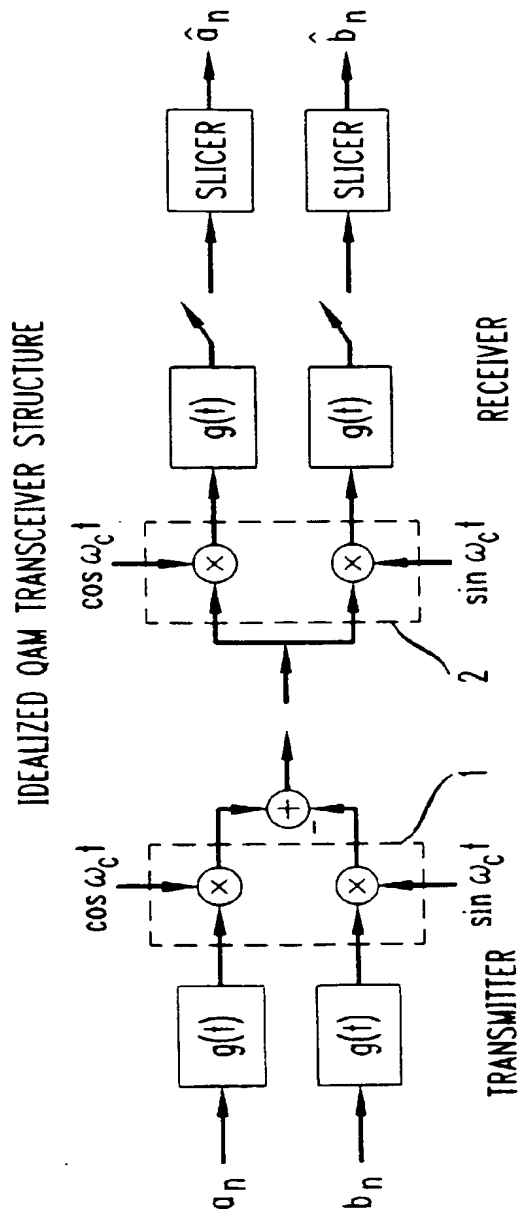 IDEALIZED QAM TRANSCEIVER STRUCTURE
cos ω_c t
cos ω_c t
a_n
g(t)
×
+
−
×
g(t)
SLICER
â_n
b_n
g(t)
×
×
g(t)
SLICER
b̂_n
sin ω_c t
1
2
sin ω_c t
TRANSMITTER
RECEIVER